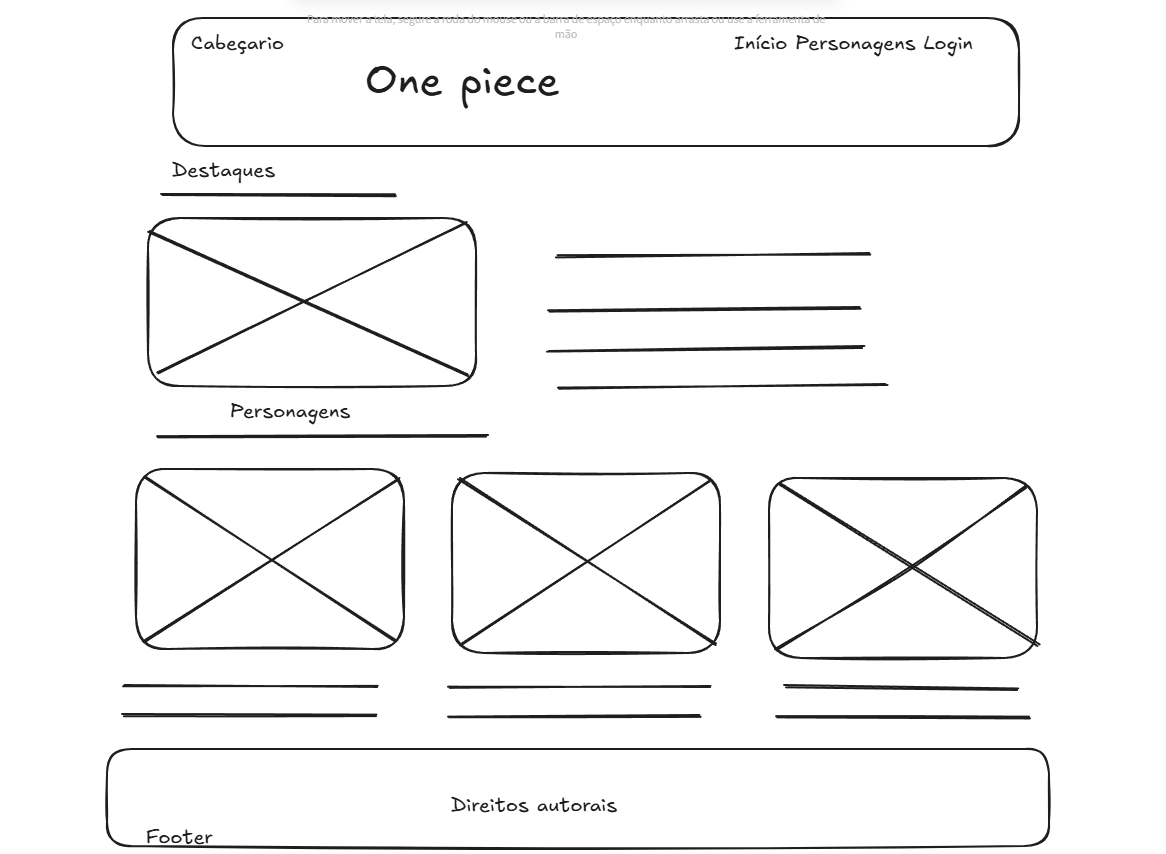 Para mover a tela, segure a roda do mouse ou a barra de espaço enquanto arrasta ou use a ferramenta de
mão
Cabeçario
Início Personagens Login
One piece
Destaques
Personagens
Direitos autorais
Footer